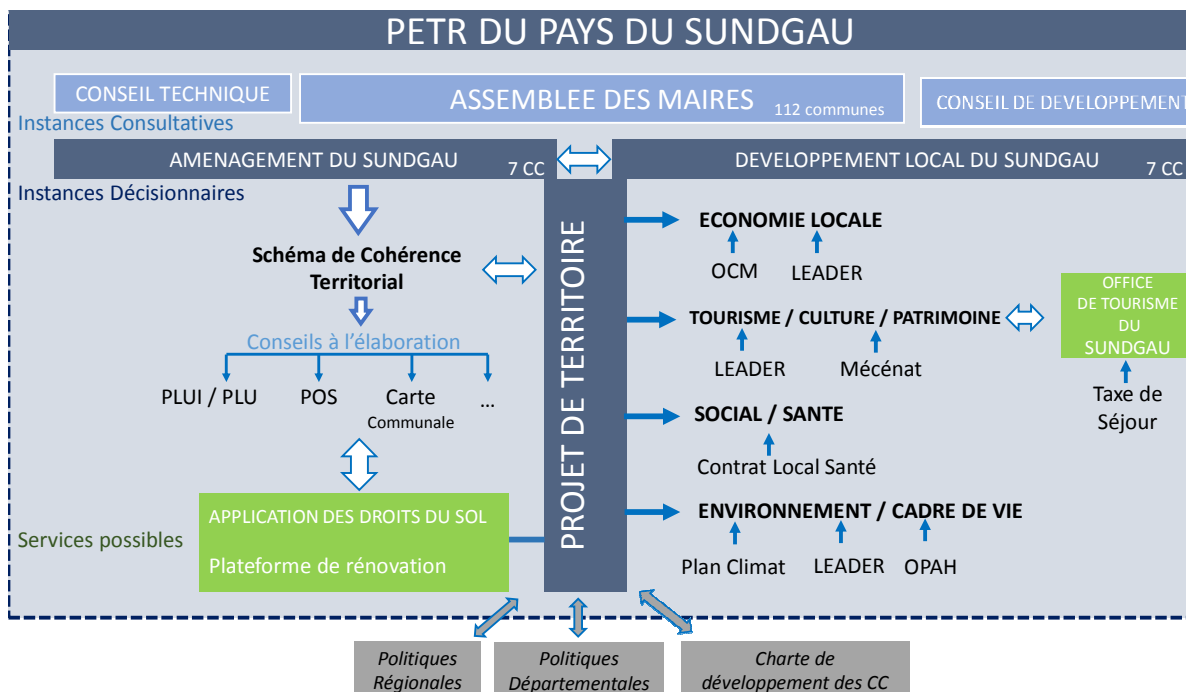 PETR DU PAYS DU SUNDGAU
CONSEIL TECHNIQUE
ASSEMBLEE DES MAIRES
112 communes
CONSEIL DE DEVELOPPEMENT
Instances Consultatives
AMENAGEMENT DU SUNDGAU
7 CC
DEVELOPPEMENT LOCAL DU SUNDGAU
7 CC
Instances Décisionnaires
Schéma de Cohérence
Territorial
Conseils à l'élaboration
PLUI / PLU
POS
Carte
Communale
...
APPLICATION DES DROITS DU SOL
Plateforme de rénovation
Services possibles
PROJET DE TERRITOIRE
ECONOMIE LOCALE
OCM
LEADER
TOURISME / CULTURE / PATRIMOINE
LEADER
Mécénat
OFFICE
DE TOURISME
DU
SUNDGAU
Taxe de
Séjour
SOCIAL / SANTE
Contrat Local Santé
ENVIRONNEMENT / CADRE DE VIE
Plan Climat
LEADER
OPAH
Politiques
Régionales
Politiques
Départementales
Charte de
développement des CC